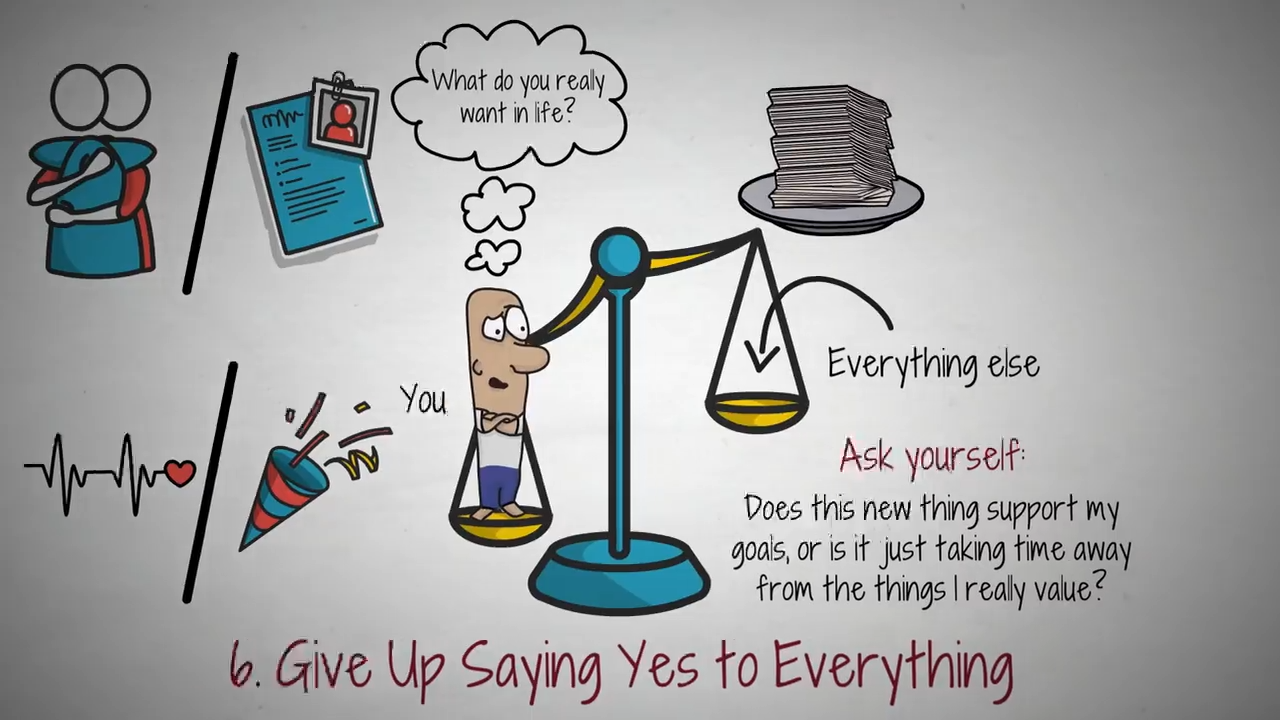 What do you really
want in life?
You
Everything else
Ask yourself:
Does this new thing support my
goals, or is it just taking time away
from the things I really value?
6. Give Up Saying Yes to Everything